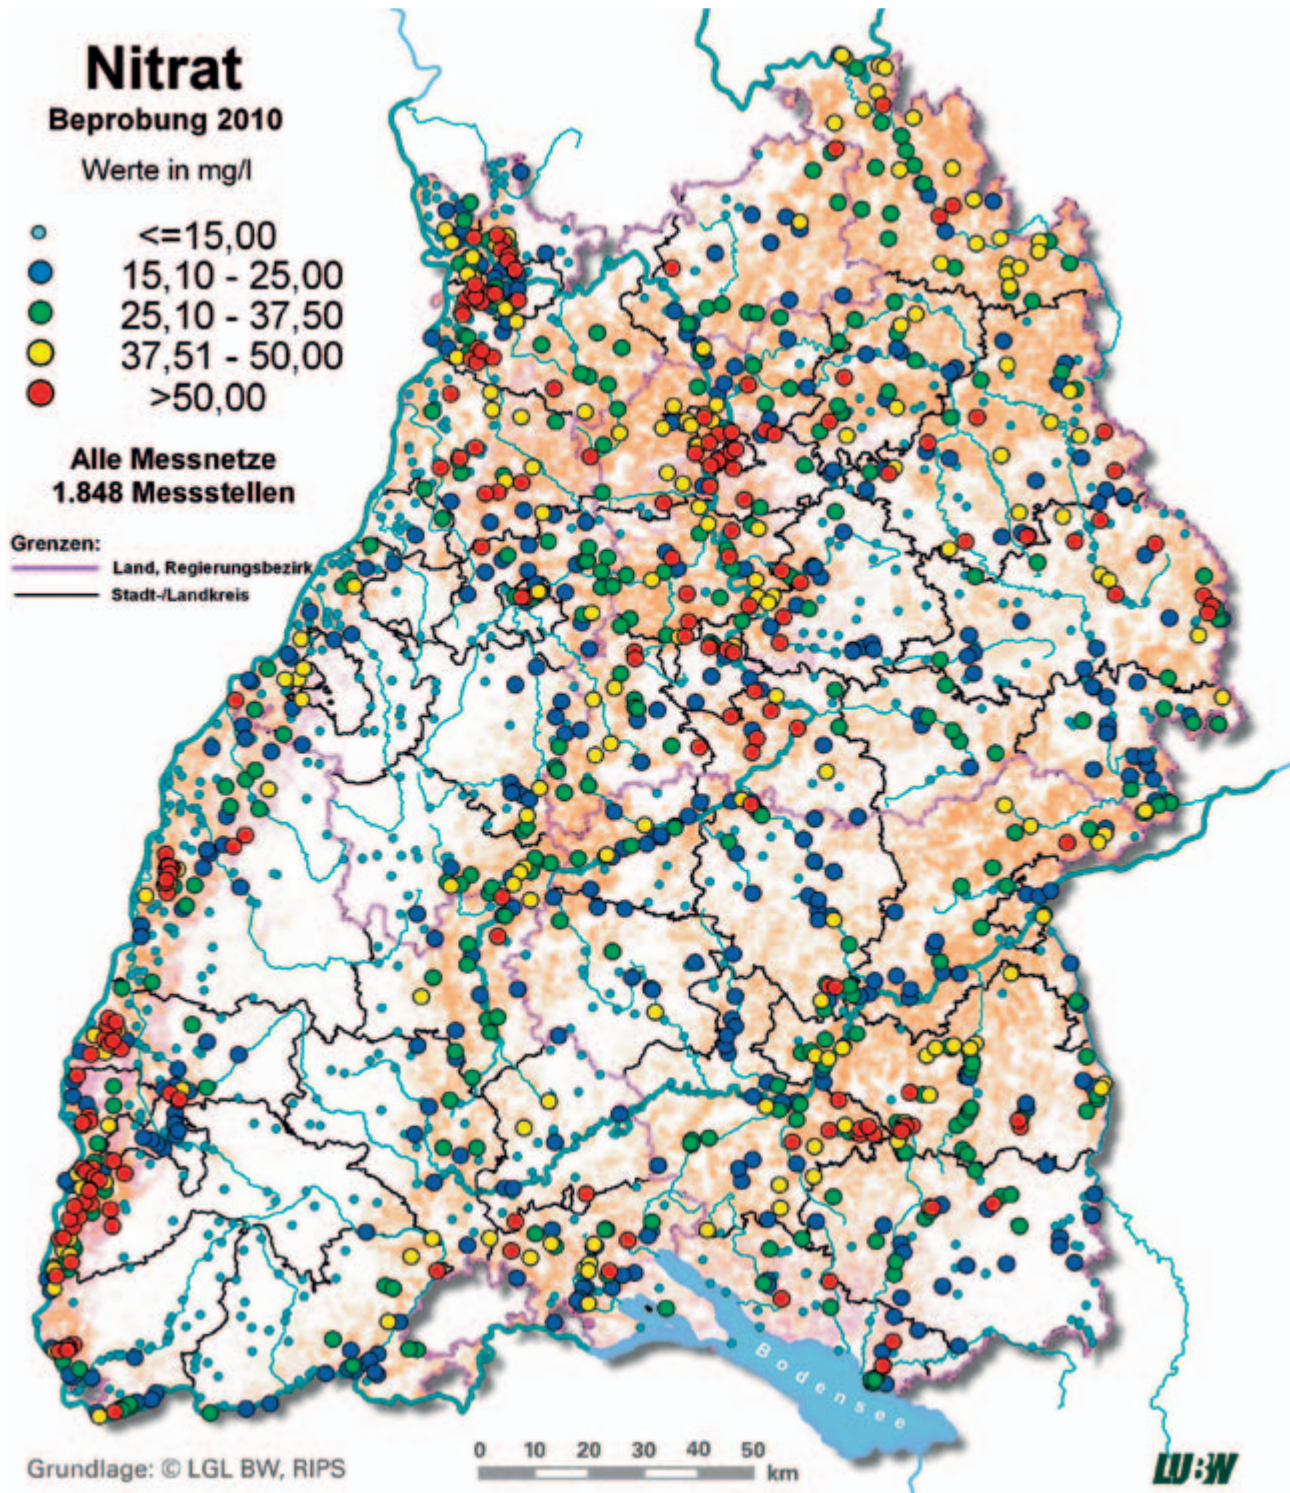 Nitrat
Beprobung 2010
Werte in mg/l
<=15,00
15,10 - 25,00
25,10 - 37,50
37,51 - 50,00
>50,00
Alle Messnetze
1.848 Messstellen
Grenzen:
Land, Regierungsbezirk
Stadt-/Landkreis
Bodensee
0 10 20 30 40 50
km
Grundlage: © LGL BW, RIPS
LUBW